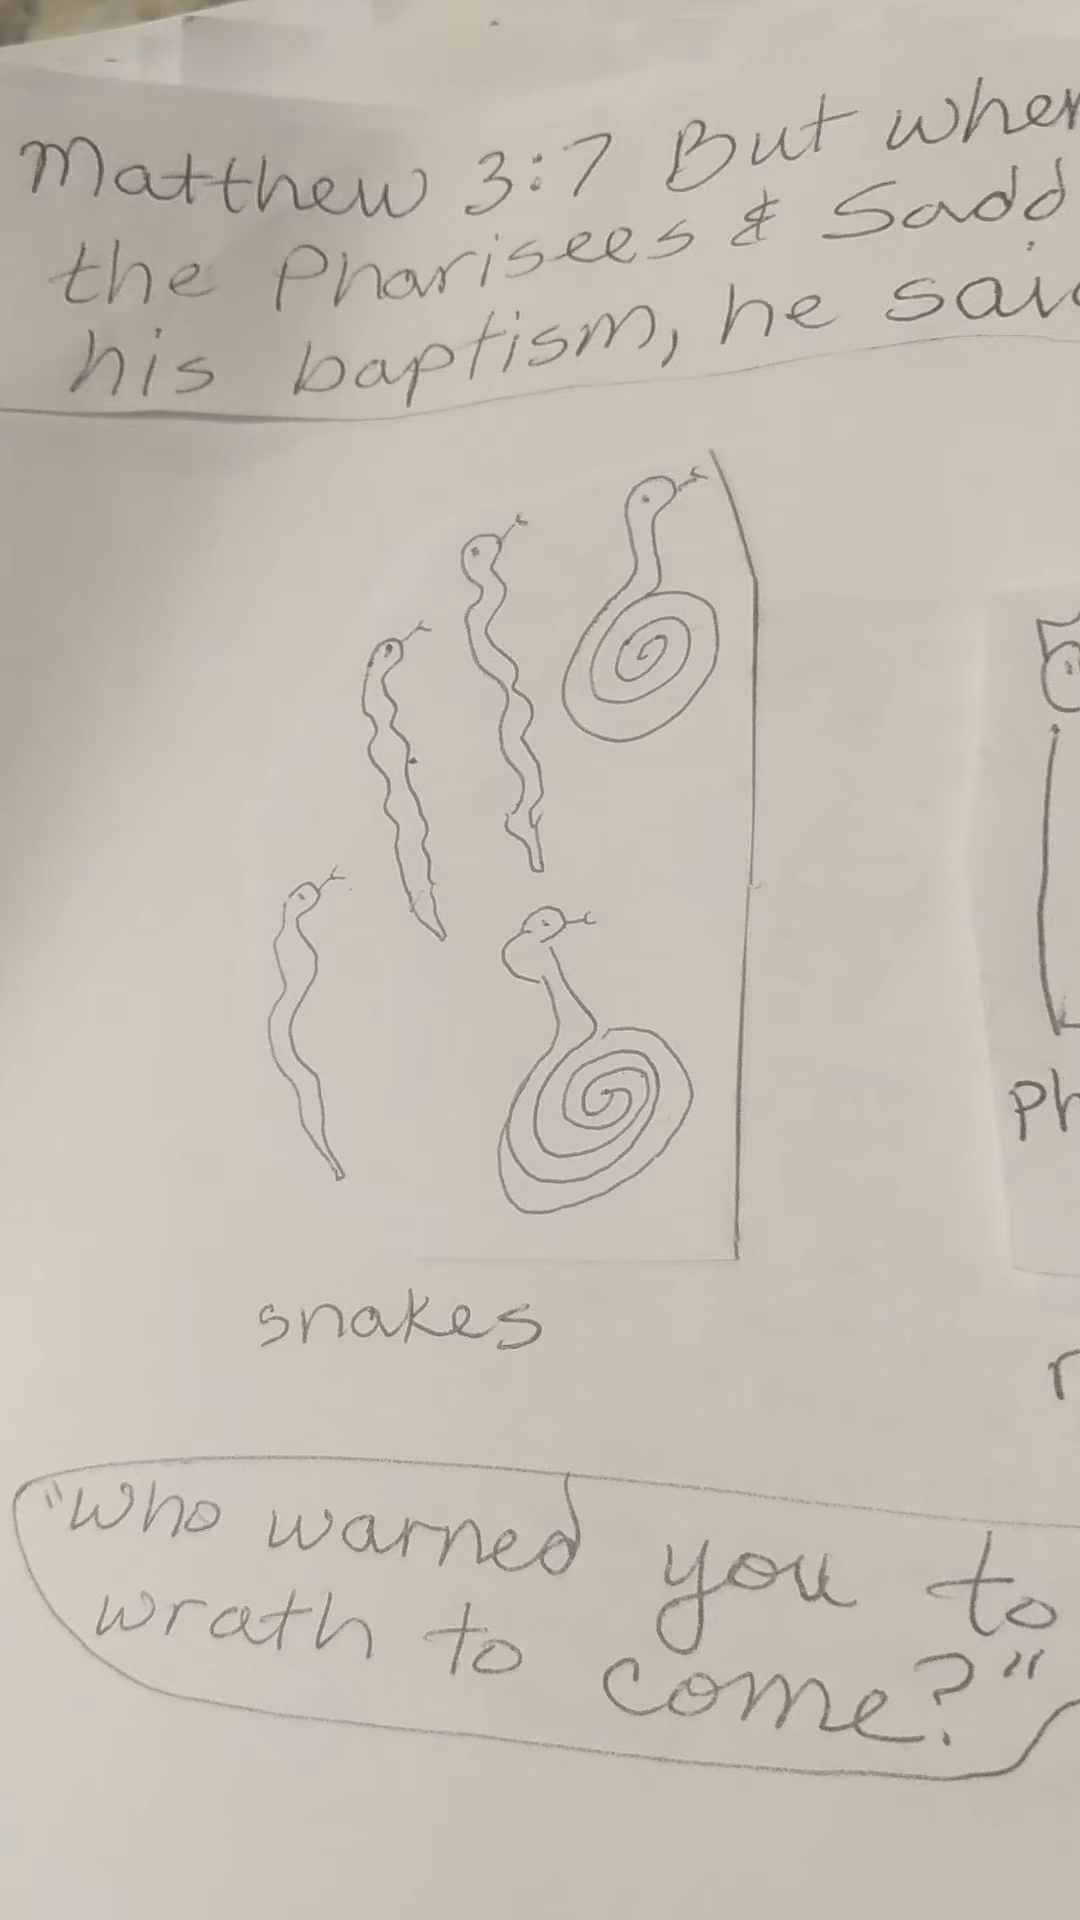 Matthew 3:7 But when
the Pharisees & Sadd
his baptism, he said
snakes
Ph
r
"who warned you to
wrath to come?"